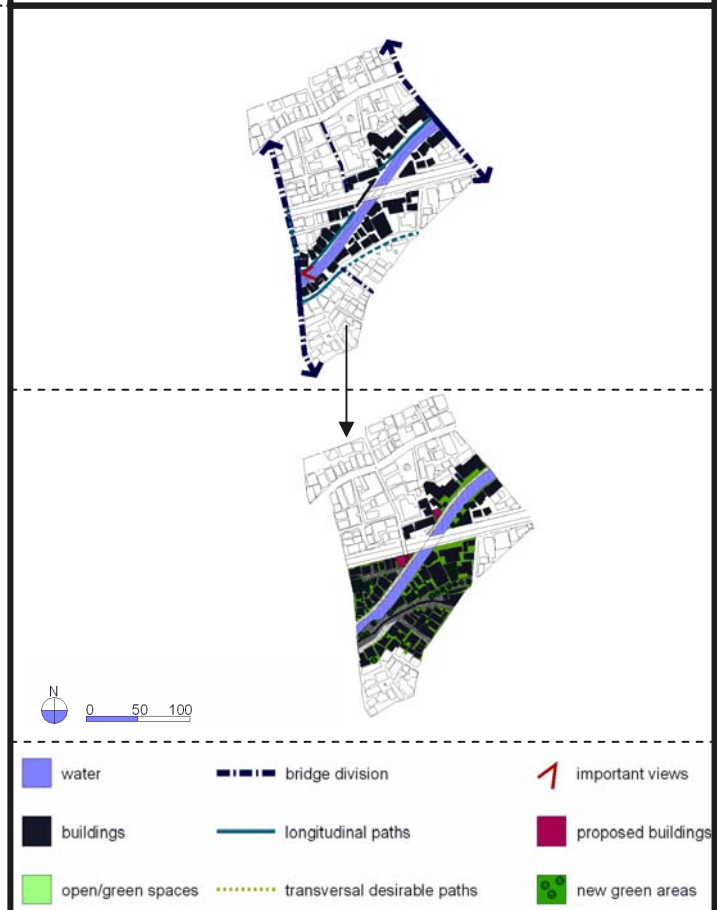 N
0 50 100
water bridge division important views
buildings longitudinal paths proposed buildings
open/green spaces transversal desirable paths new green areas